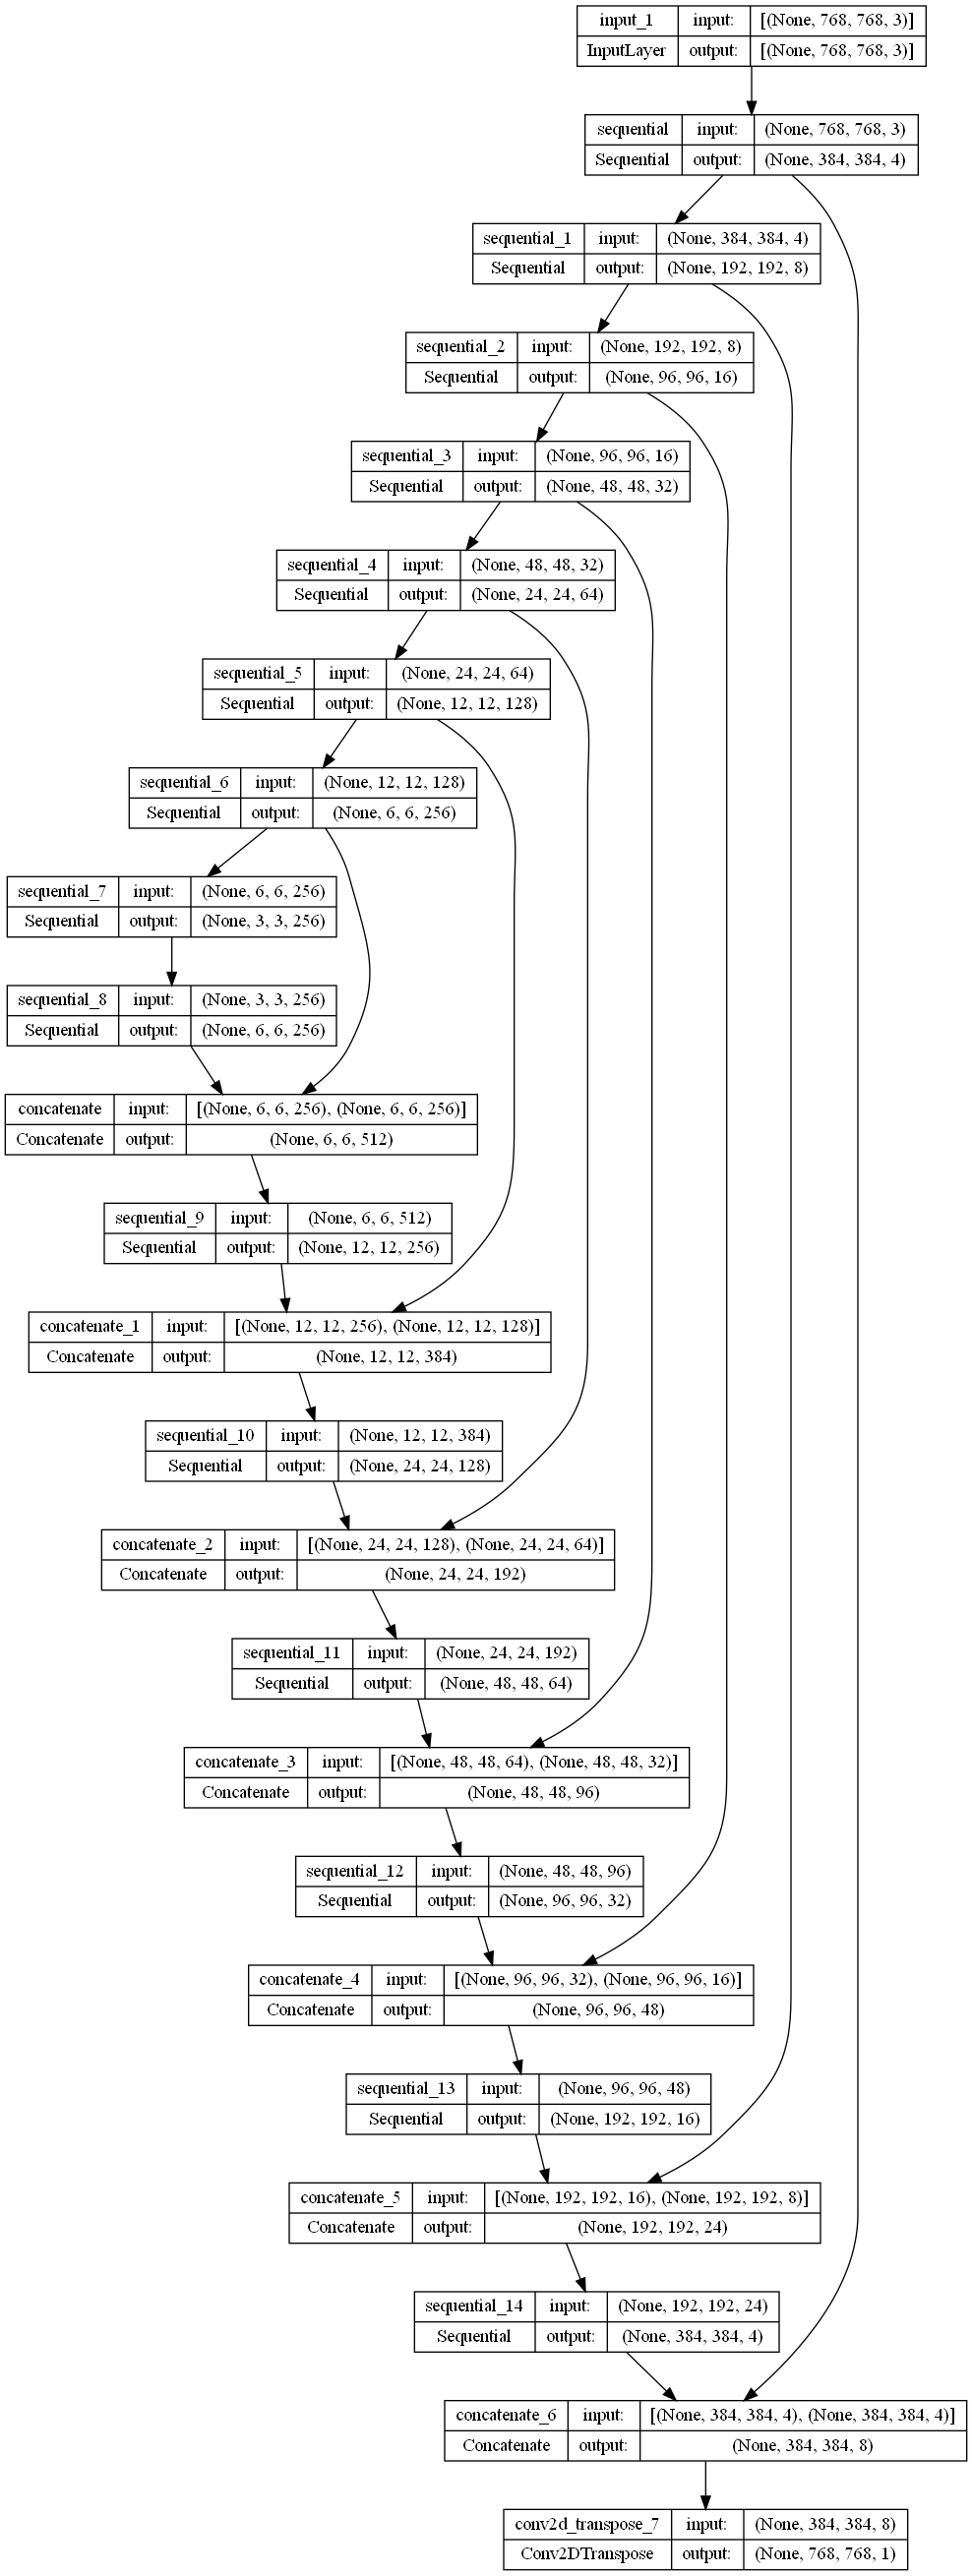 input_1 input: [(None, 768, 768, 3)]
InputLayer output: [(None, 768, 768, 3)]
sequential input: (None, 768, 768, 3)
Sequential output: (None, 384, 384, 4)
sequential_1 input: (None, 384, 384, 4)
Sequential output: (None, 192, 192, 8)
sequential_2 input: (None, 192, 192, 8)
Sequential output: (None, 96, 96, 16)
sequential_3 input: (None, 96, 96, 16)
Sequential output: (None, 48, 48, 32)
sequential_4 input: (None, 48, 48, 32)
Sequential output: (None, 24, 24, 64)
sequential_5 input: (None, 24, 24, 64)
Sequential output: (None, 12, 12, 128)
sequential_6 input: (None, 12, 12, 128)
Sequential output: (None, 6, 6, 256)
sequential_7 input: (None, 6, 6, 256)
Sequential output: (None, 3, 3, 256)
sequential_8 input: (None, 3, 3, 256)
Sequential output: (None, 6, 6, 256)
concatenate input: [(None, 6, 6, 256), (None, 6, 6, 256)]
Concatenate output: (None, 6, 6, 512)
sequential_9 input: (None, 6, 6, 512)
Sequential output: (None, 12, 12, 256)
concatenate_1 input: [(None, 12, 12, 256), (None, 12, 12, 128)]
Concatenate output: (None, 12, 12, 384)
sequential_10 input: (None, 12, 12, 384)
Sequential output: (None, 24, 24, 128)
concatenate_2 input: [(None, 24, 24, 128), (None, 24, 24, 64)]
Concatenate output: (None, 24, 24, 192)
sequential_11 input: (None, 24, 24, 192)
Sequential output: (None, 48, 48, 64)
concatenate_3 input: [(None, 48, 48, 64), (None, 48, 48, 32)]
Concatenate output: (None, 48, 48, 96)
sequential_12 input: (None, 48, 48, 96)
Sequential output: (None, 96, 96, 32)
concatenate_4 input: [(None, 96, 96, 32), (None, 96, 96, 16)]
Concatenate output: (None, 96, 96, 48)
sequential_13 input: (None, 96, 96, 48)
Sequential output: (None, 192, 192, 16)
concatenate_5 input: [(None, 192, 192, 16), (None, 192, 192, 8)]
Concatenate output: (None, 192, 192, 24)
sequential_14 input: (None, 192, 192, 24)
Sequential output: (None, 384, 384, 4)
concatenate_6 input: [(None, 384, 384, 4), (None, 384, 384, 4)]
Concatenate output: (None, 384, 384, 8)
conv2d_transpose_7 input: (None, 384, 384, 8)
Conv2DTranspose output: (None, 768, 768, 1)